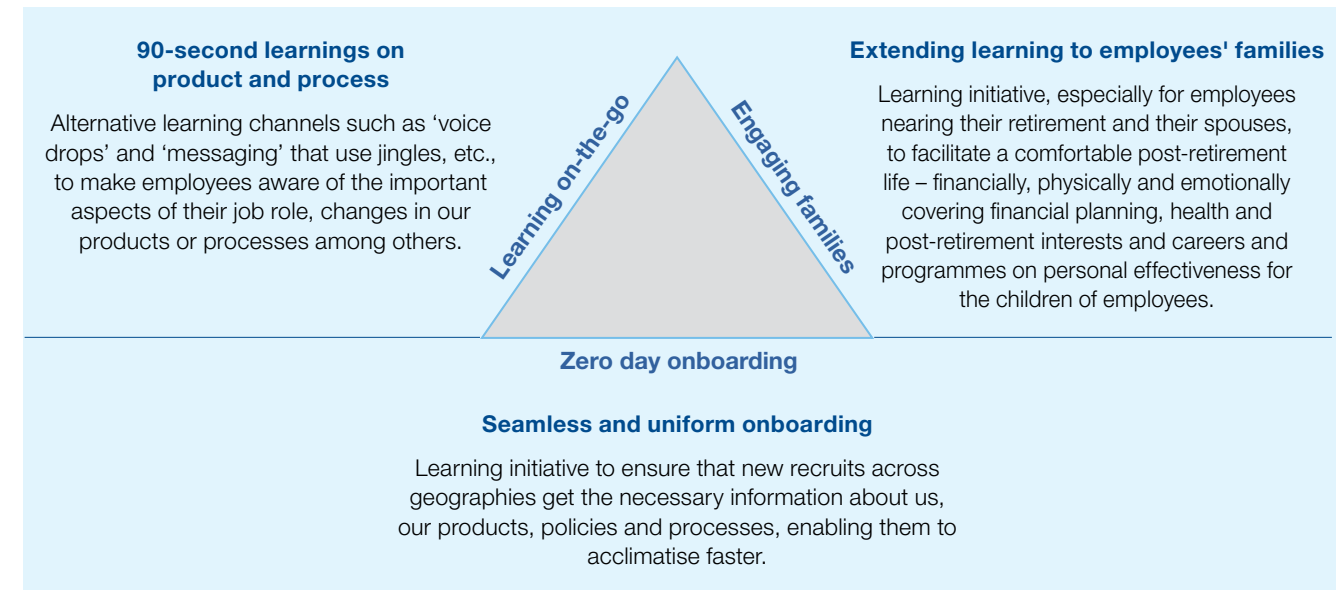 90-second learnings on
product and process
Alternative learning channels such as ‘voice
drops’ and ‘messaging’ that use jingles, etc.,
to make employees aware of the important
aspects of their job role, changes in our
products or processes among others.
Learning on-the-go
Engaging families
Extending learning to employees' families
Learning initiative, especially for employees
nearing their retirement and their spouses,
to facilitate a comfortable post-retirement
life – financially, physically and emotionally
covering financial planning, health and
post-retirement interests and careers and
programmes on personal effectiveness for
the children of employees.
Zero day onboarding
Seamless and uniform onboarding
Learning initiative to ensure that new recruits across
geographies get the necessary information about us,
our products, policies and processes, enabling them to
acclimatise faster.